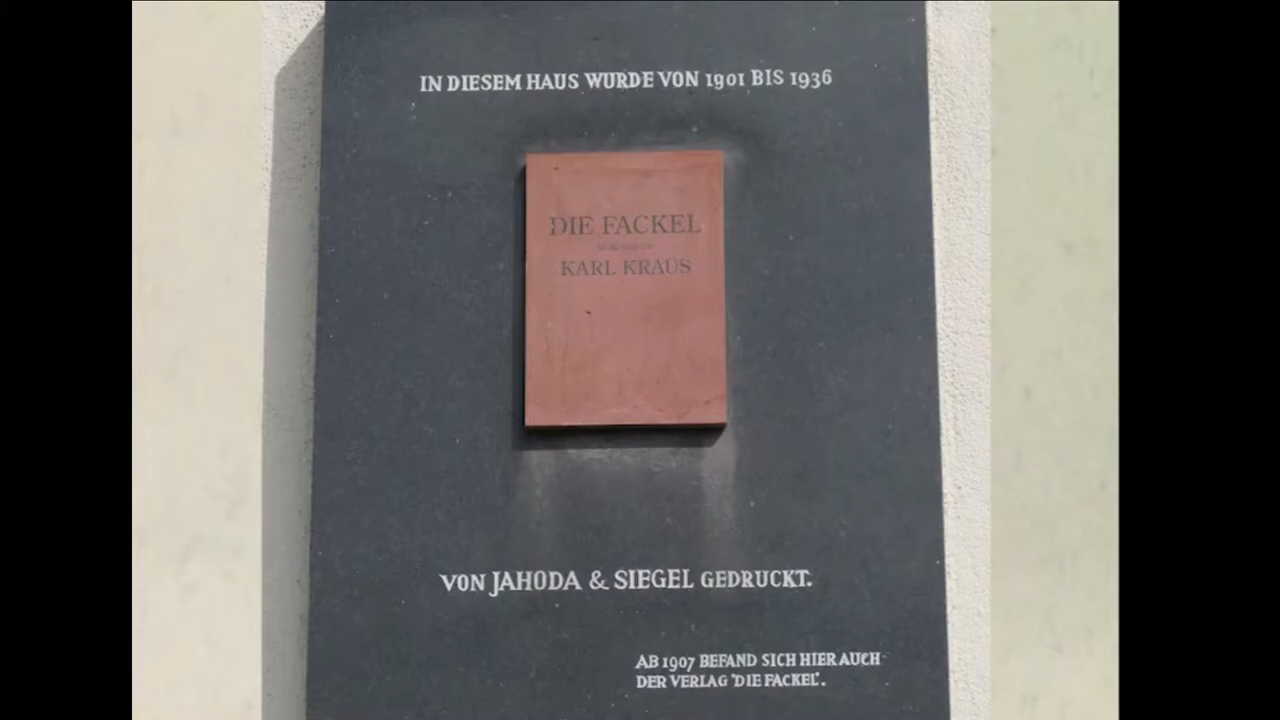 IN DIESEM HAUS WURDE VON 1901 BIS 1936
DIE FACKEL
KARL KRAUS
VON JAHODA & SIEGEL GEDRUCKT.
AB 1907 BEFAND SICH HIER AUCH
DER VERLAG 'DIE FACKEL'.